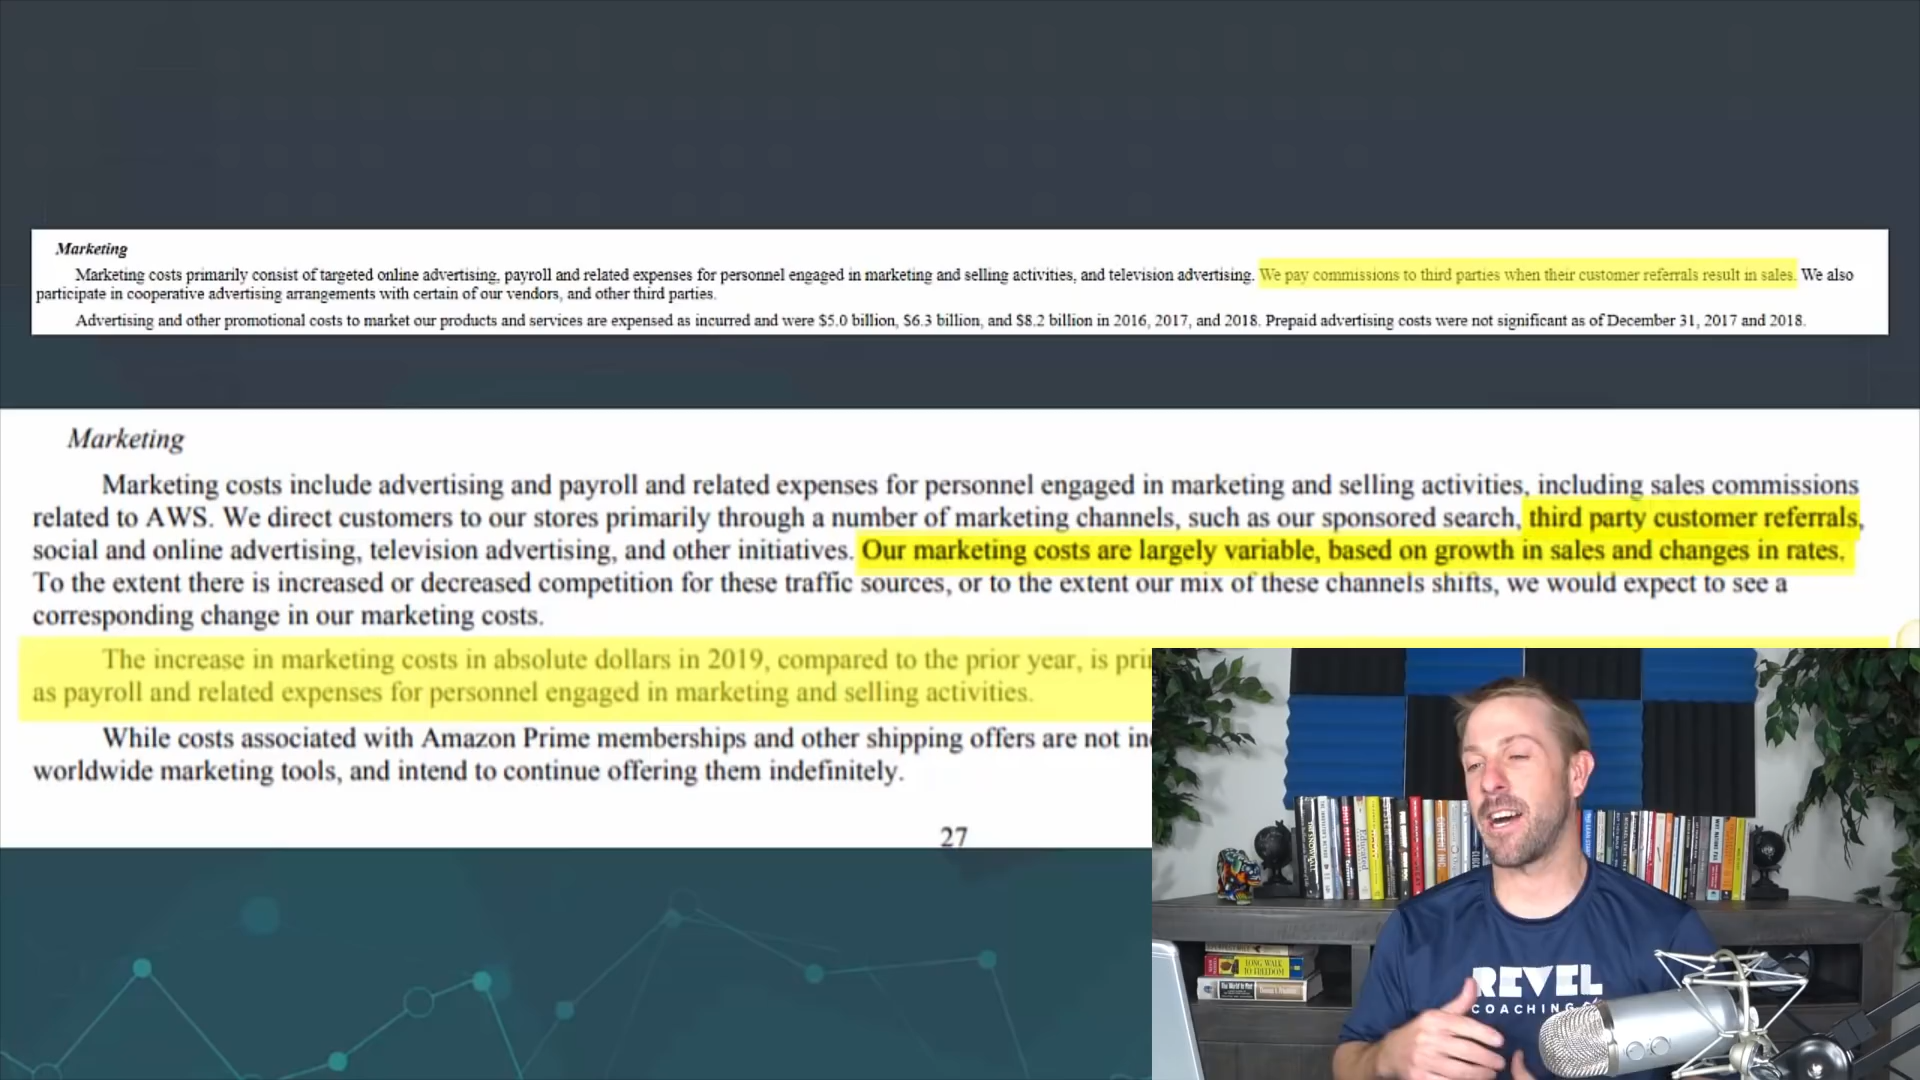 Marketing
Marketing costs primarily consist of targeted online advertising, payroll and related expenses for personnel engaged in marketing and selling activities, and television advertising. We pay commissions to third parties when their customer referrals result in sales. We also
participate in cooperative advertising arrangements with certain of our vendors, and other third parties.
Advertising and other promotional costs to market our products and services are expensed as incurred and were $5.0 billion, $6.3 billion, and $8.2 billion in 2016, 2017, and 2018. Prepaid advertising costs were not significant as of December 31, 2017 and 2018.
Marketing
Marketing costs include advertising and payroll and related expenses for personnel engaged in marketing and selling activities, including sales commissions
related to AWS. We direct customers to our stores primarily through a number of marketing channels, such as our sponsored search, third party customer referrals,
social and online advertising, television advertising, and other initiatives. Our marketing costs are largely variable, based on growth in sales and changes in rates.
To the extent there is increased or decreased competition for these traffic sources, or to the extent our mix of these channels shifts, we would expect to see a
corresponding change in our marketing costs.
The increase in marketing costs in absolute dollars in 2019, compared to the prior year, is pri
as payroll and related expenses for personnel engaged in marketing and selling activities.
While costs associated with Amazon Prime memberships and other shipping offers are not in
worldwide marketing tools, and intend to continue offering them indefinitely.
27
LONG WALK
TO FREEDOM
REVEL
COACHING